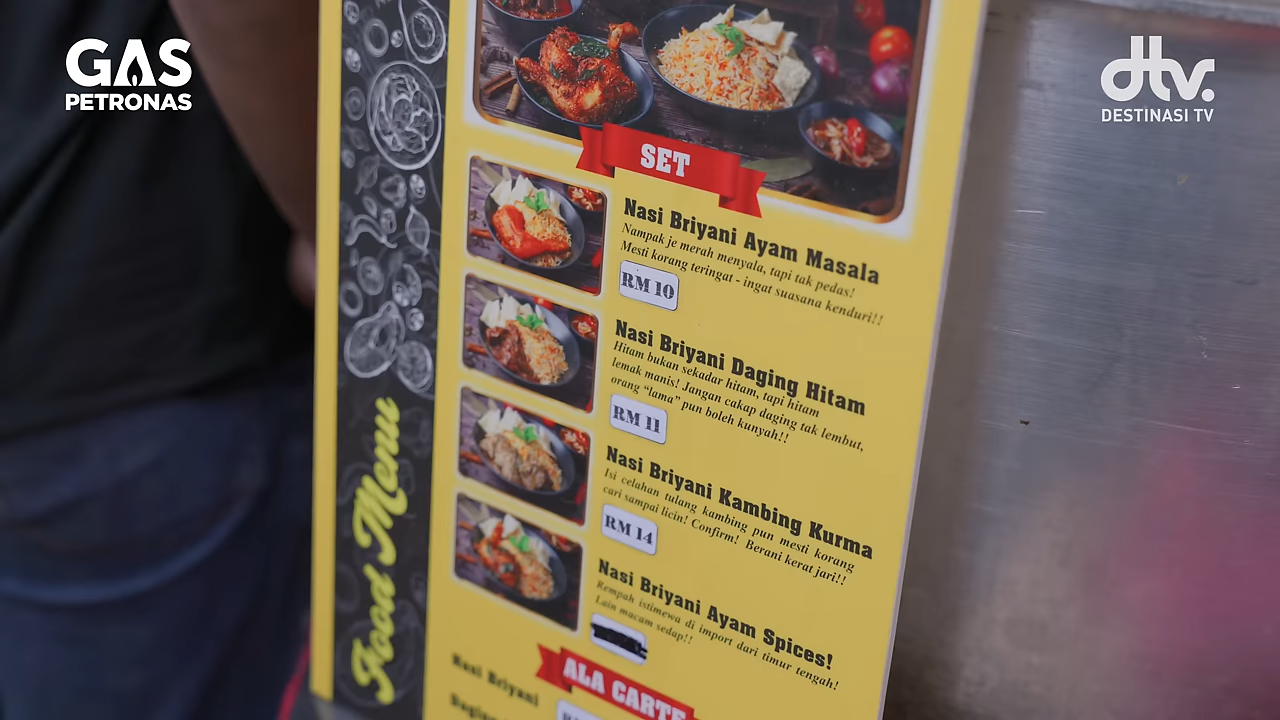 GAS
PETRONAS
dtv.
DESTINASI TV
SET
Nasi Briyani Ayam Masala
Nampak je merah menyala, tapi tak pedas!
Mesti korang teringat - ingat suasana kenduri!!
RM 10
Nasi Briyani Daging Hitam
Hitam bukan sekadar hitam, tapi hitam
lemak manis! Jangan cakap daging tak lembut,
orang "lama" pun boleh kunyah!!
RM 11
Nasi Briyani Kambing Kurma
Isi celahan tulang kambing pun mesti korang
cari sampai licin! Confirm! Berani kerat jari!!
RM 14
Nasi Briyani Ayam Spices!
Rempah istimewa di import dari timur tengah!
Lain macam sedap!!
ALA CARTE
Nasi Briyani
Food Menu